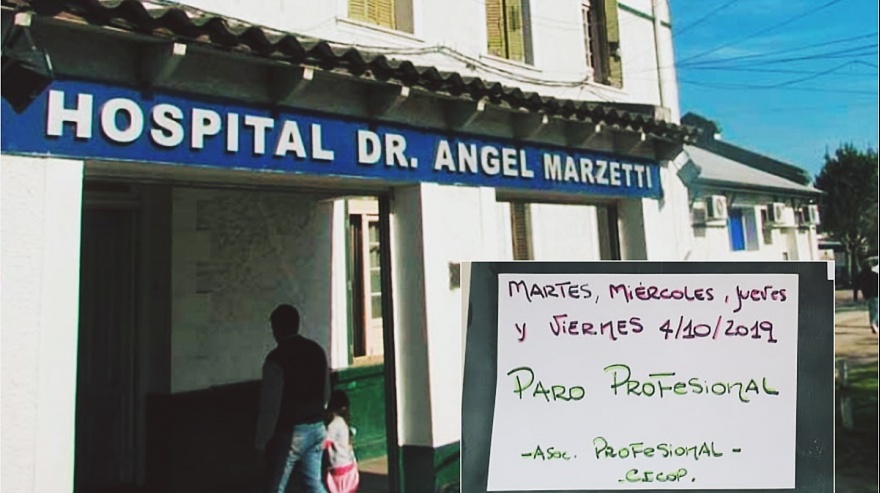 HOSPITAL DR. ANGEL MARZETTI
MARTES, MIÉRCOLES, JUEVES
Y VIERNES 4/10/2019
PARO PROFESIONAL
-ASOC. PROFESIONAL-
-CICOP.